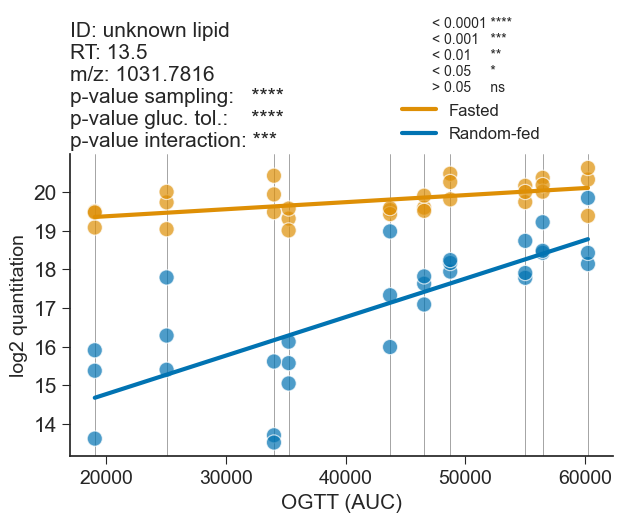 ID: unknown lipid
RT: 13.5
m/z: 1031.7816
p-value sampling: ****
p-value gluc. tol.: ****
p-value interaction: ***
< 0.0001 ****
< 0.001 ***
< 0.01 **
< 0.05 *
> 0.05 ns
Fasted
Random-fed
20
19
18
17
16
15
14
log2 quantitation
20000 30000 40000 50000 60000
OGTT (AUC)